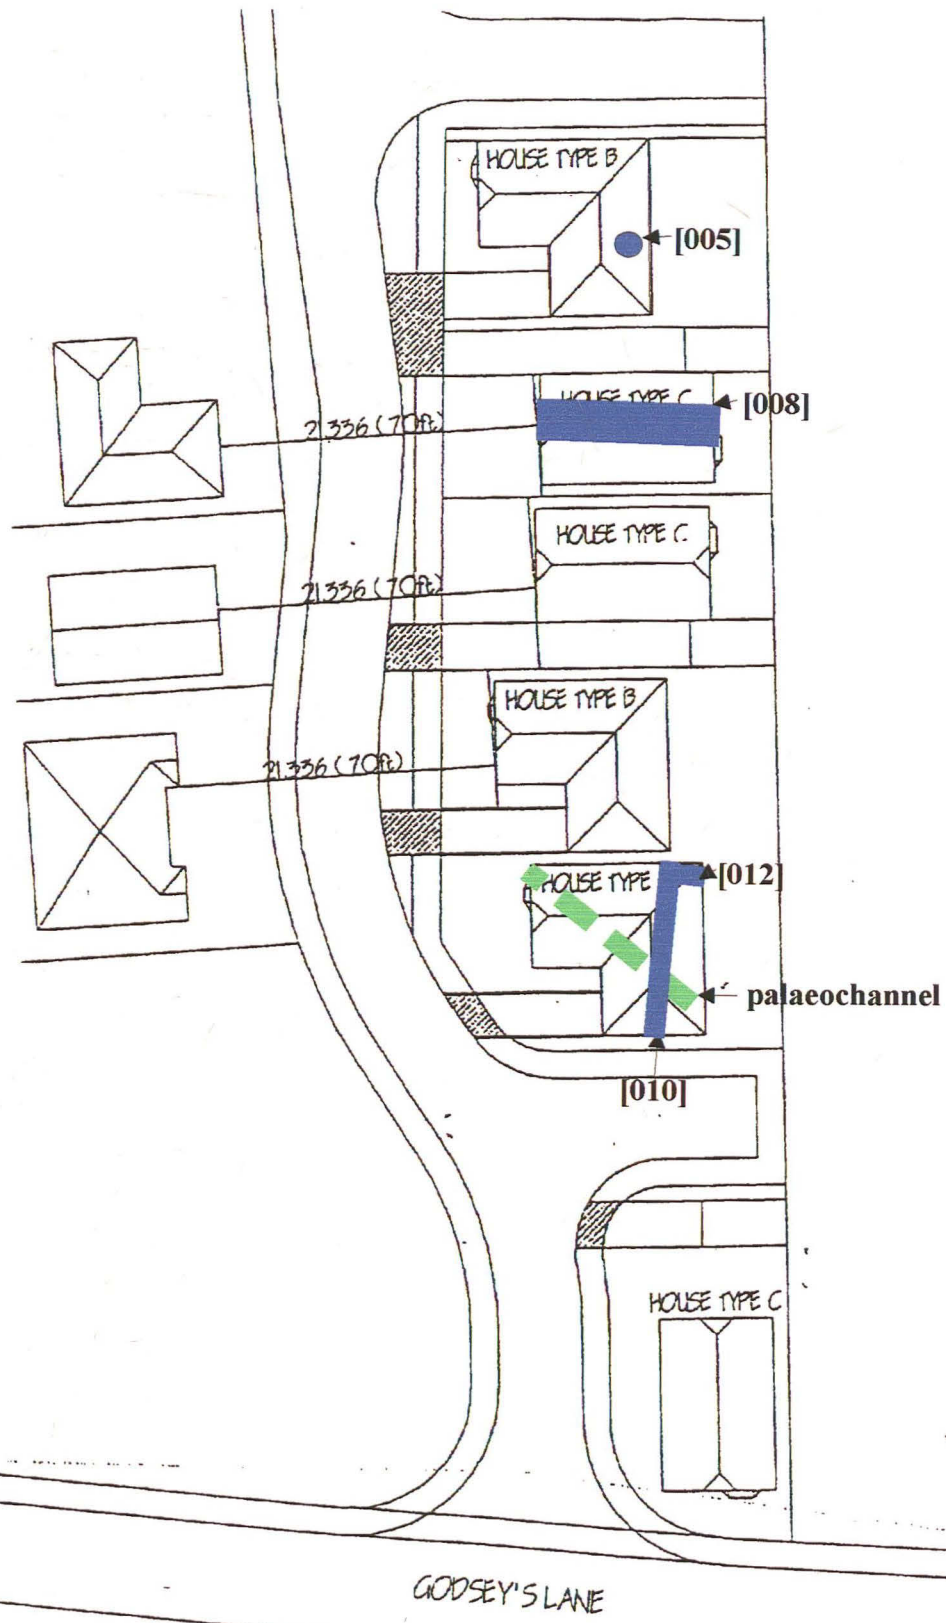 HOUSE TYPE B
[005]
HOUSE TYPE C
[008]
21.336 (70ft)
HOUSE TYPE C.
21.336 (70ft)
HOUSE TYPE B
21.336 (70ft)
[012]
HOUSE TYPE
palaeochannel
[010]
HOUSE TYPE C
GODSEY'S LANE